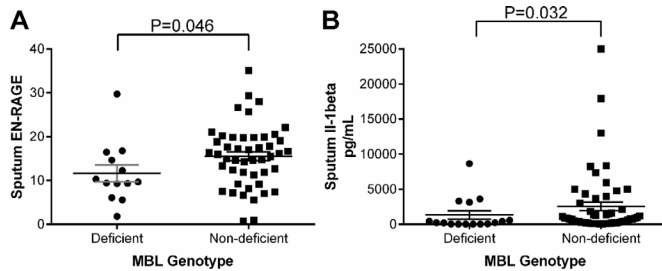 A
P=0.046
Sputum EN-RAGE
40
30
20
10
0
Deficient Non-deficient
MBL Genotype
B
P=0.032
Sputum Il-1beta
pg/mL
25000
20000
15000
10000
5000
0
Deficient Non-deficient
MBL Genotype